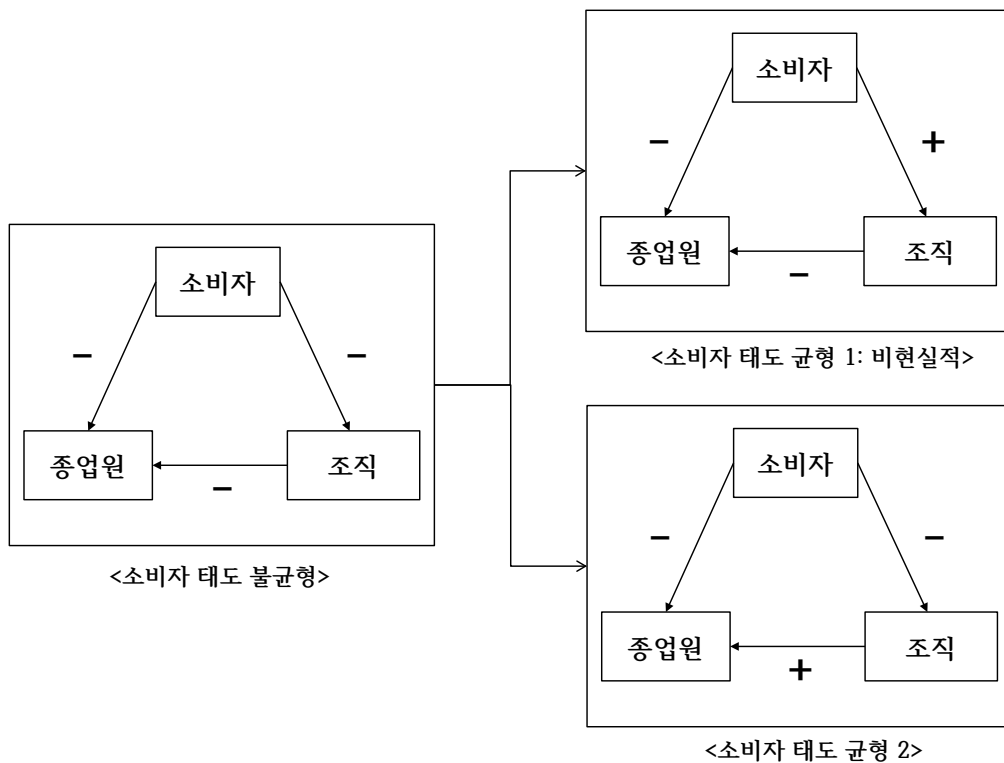 소비자
-
-
종업원
-
조직
<소비자 태도 불균형>
소비자
-
+
종업원
-
조직
<소비자 태도 균형 1: 비현실적>
소비자
-
-
종업원
+
조직
<소비자 태도 균형 2>